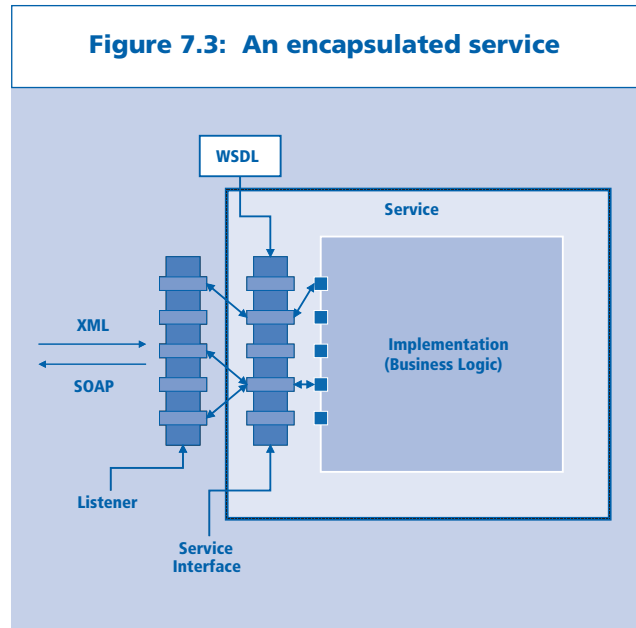 Figure 7.3: An encapsulated service
WSDL
Service
XML
SOAP
Implementation
(Business Logic)
Listener
Service
Interface